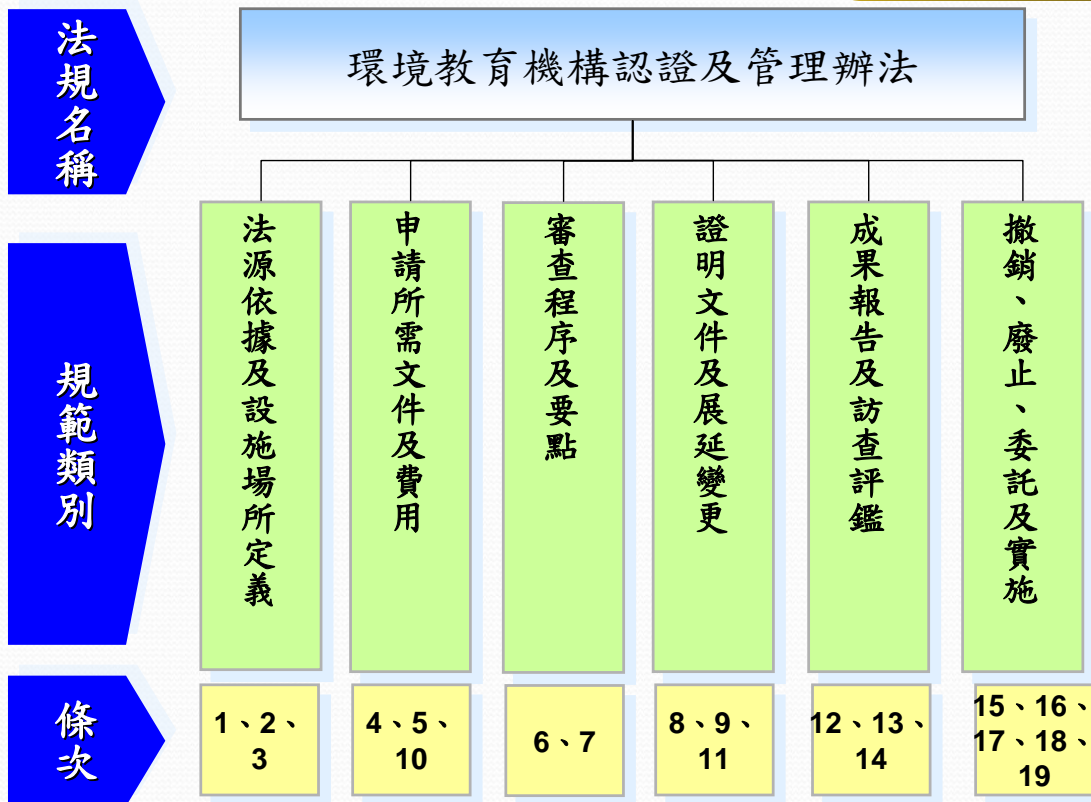 法規名稱
環境教育機構認證及管理辦法
規範類別
法源依據及設施場所定義
申請所需文件及費用
審查程序及要點
證明文件及展延變更
成果報告及訪查評鑑
撤銷、廢止、委託及實施
條次
1、2、
3
4、5、
10
6、7
8、9、
11
12、13、
14
15、16、
17、18、
19